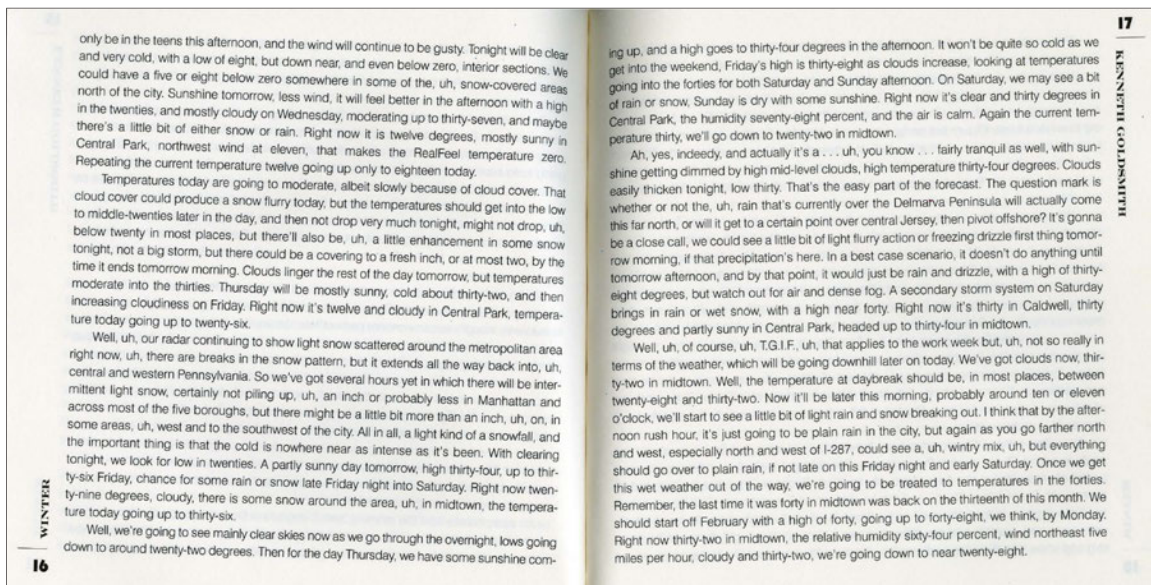 only be in the teens this afternoon, and the wind will continue to be gusty. Tonight will be clear
and very cold, with a low of eight, but down near, and even below zero, interior sections. We
could have a five or eight below zero somewhere in some of the, uh, snow-covered areas
north of the city. Sunshine tomorrow, less wind, it will feel better in the afternoon with a high
in the twenties, and mostly cloudy on Wednesday, moderating up to thirty-seven, and maybe
there's a little bit of either snow or rain. Right now it is twelve degrees, mostly sunny in
Central Park, northwest wind at eleven, that makes the RealFeel temperature zero.
Repeating the current temperature twelve going up only to eighteen today.
Temperatures today are going to moderate, albeit slowly because of cloud cover. That
cloud cover could produce a snow flurry today, but the temperatures should get into the low
to middle-twenties later in the day, and then not drop very much tonight, might not drop, uh,
below twenty in most places, but there'll also be, uh, a little enhancement in some snow
tonight, not a big storm, but there could be a covering to a fresh inch, or at most two, by the
time it ends tomorrow morning. Clouds linger the rest of the day tomorrow, but temperatures
moderate into the thirties. Thursday will be mostly sunny, cold about thirty-two, and then
increasing cloudiness on Friday. Right now it's twelve and cloudy in Central Park, tempera-
ture today going up to twenty-six.
Well, uh, our radar continuing to show light snow scattered around the metropolitan area
right now, uh, there are breaks in the snow pattern, but it extends all the way back into, uh,
central and western Pennsylvania. So we've got several hours yet in which there will be inter-
mittent light snow, certainly not piling up, uh, an inch or probably less in Manhattan and
across most of the five boroughs, but there might be a little bit more than an inch, uh, on, in
some areas, uh, west and to the southwest of the city. All in all, a light kind of a snowfall, and
the important thing is that the cold is nowhere near as intense as it's been. With clearing
tonight, we look for low in twenties. A partly sunny day tomorrow, high thirty-four, up to thir-
ty-six Friday, chance for some rain or snow late Friday night into Saturday. Right now twen-
ty-nine degrees, cloudy, there is some snow around the area, uh, in midtown, the tempera-
ture today going up to thirty-six.
Well, we're going to see mainly clear skies now as we go through the overnight, lows going
down to around twenty-two degrees. Then for the day Thursday, we have some sunshine com-
WINTER
16
17
KENNETH GOLDSMITH
ing up, and a high goes to thirty-four degrees in the afternoon. It won't be quite so cold as we
get into the weekend, Friday's high is thirty-eight as clouds increase, looking at temperatures
going into the forties for both Saturday and Sunday afternoon. On Saturday, we may see a bit
of rain or snow, Sunday is dry with some sunshine. Right now it's clear and thirty degrees in
Central Park, the humidity seventy-eight percent, and the air is calm. Again the current tem-
perature thirty, we'll go down to twenty-two in midtown.
Ah, yes, indeedy, and actually it's a . . . uh, you know . . . fairly tranquil as well, with sun-
shine getting dimmed by high mid-level clouds, high temperature thirty-four degrees. Clouds
easily thicken tonight, low thirty. That's the easy part of the forecast. The question mark is
whether or not the, uh, rain that's currently over the Delmarva Peninsula will actually come
this far north, or will it get to a certain point over central Jersey, then pivot offshore? It's gonna
be a close call, we could see a little bit of light flurry action or freezing drizzle first thing tomor-
row morning, if that precipitation's here. In a best case scenario, it doesn't do anything until
tomorrow afternoon, and by that point, it would just be rain and drizzle, with a high of thirty-
eight degrees, but watch out for air and dense fog. A secondary storm system on Saturday
brings in rain or wet snow, with a high near forty. Right now it's thirty in Caldwell, thirty
degrees and partly sunny in Central Park, headed up to thirty-four in midtown.
Well, uh, of course, uh, T.G.I.F., uh, that applies to the work week but, uh, not so really in
terms of the weather, which will be going downhill later on today. We've got clouds now, thir-
ty-two in midtown. Well, the temperature at daybreak should be, in most places, between
twenty-eight and thirty-two. Now it'll be later this morning, probably around ten or eleven
o'clock, we'll start to see a little bit of light rain and snow breaking out. I think that by the after-
noon rush hour, it's just going to be plain rain in the city, but again as you go farther north
and west, especially north and west of I-287, could see a, uh, wintry mix, uh, but everything
should go over to plain rain, if not late on this Friday night and early Saturday. Once we get
this wet weather out of the way, we're going to be treated to temperatures in the forties.
Remember, the last time it was forty in midtown was back on the thirteenth of this month. We
should start off February with a high of forty, going up to forty-eight, we think, by Monday.
Right now thirty-two in midtown, the relative humidity sixty-four percent, wind northeast five
miles per hour, cloudy and thirty-two, we're going down to near twenty-eight.